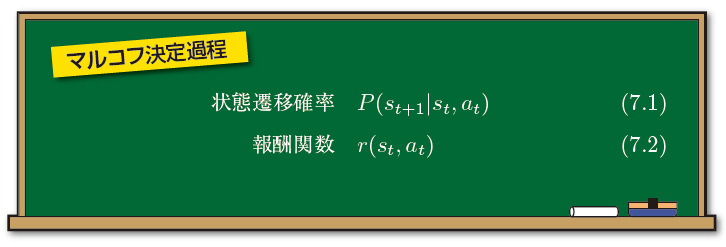 マルコフ決定過程
状態遷移確率 P(s_{t+1}|s_t, a_t) (7.1)
報酬関数 r(s_t, a_t) (7.2)